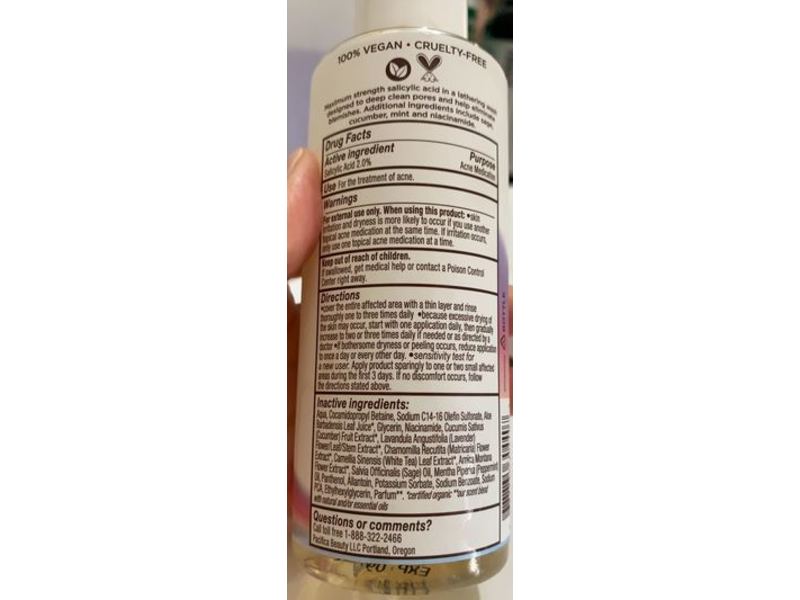 100% VEGAN • CRUELTY-FREE
Maximum strength salicylic acid in a lathering wash
designed to deep clean pores and help eliminate
blemishes. Additional ingredients include sage,
cucumber, mint and niacinamide.
Drug Facts
Active ingredient Purpose
Salicylic Acid 2.0% Acne Medication
Use For the treatment of acne.
Warnings
For external use only. When using this product: •skin
irritation and dryness is more likely to occur if you use another
topical acne medication at the same time. If irritation occurs,
only use one topical acne medication at a time.
Keep out of reach of children.
If swallowed, get medical help or contact a Poison Control
Center right away.
Directions
•cover the entire affected area with a thin layer and rinse
thoroughly one to three times daily •because excessive drying of
the skin may occur, start with one application daily, then gradually
increase to two or three times daily if needed or as directed by a
doctor •if bothersome dryness or peeling occurs, reduce application
to once a day or every other day. •sensitivity test for
a new user. Apply product sparingly to one or two small affected
areas during the first 3 days. If no discomfort occurs, follow
the directions stated above.
Inactive ingredients:
Aqua, Cocamidopropyl Betaine, Sodium C14-16 Olefin Sulfonate, Aloe
Barbadensis Leaf Juice*, Glycerin, Niacinamide, Cucumis Sativus
(Cucumber) Fruit Extract*, Lavandula Angustifolia (Lavender)
Flower/Leaf/Stem Extract*, Chamomilla Recutita (Matricaria) Flower
Extract*, Camellia Sinensis (White Tea) Leaf Extract*, Arnica Montana
Flower Extract*, Salvia Officinalis (Sage) Oil, Mentha Piperita (Peppermint)
Oil, Panthenol, Allantoin, Potassium Sorbate, Sodium Benzoate, Sodium
PCA, Ethylhexylglycerin, Parfum**. *certified organic **our scent blend
with natural and/or essential oils
Questions or comments?
Call toll free 1-888-322-2466
Pacifica Beauty LLC Portland, Oregon
BOTTLE
EXP